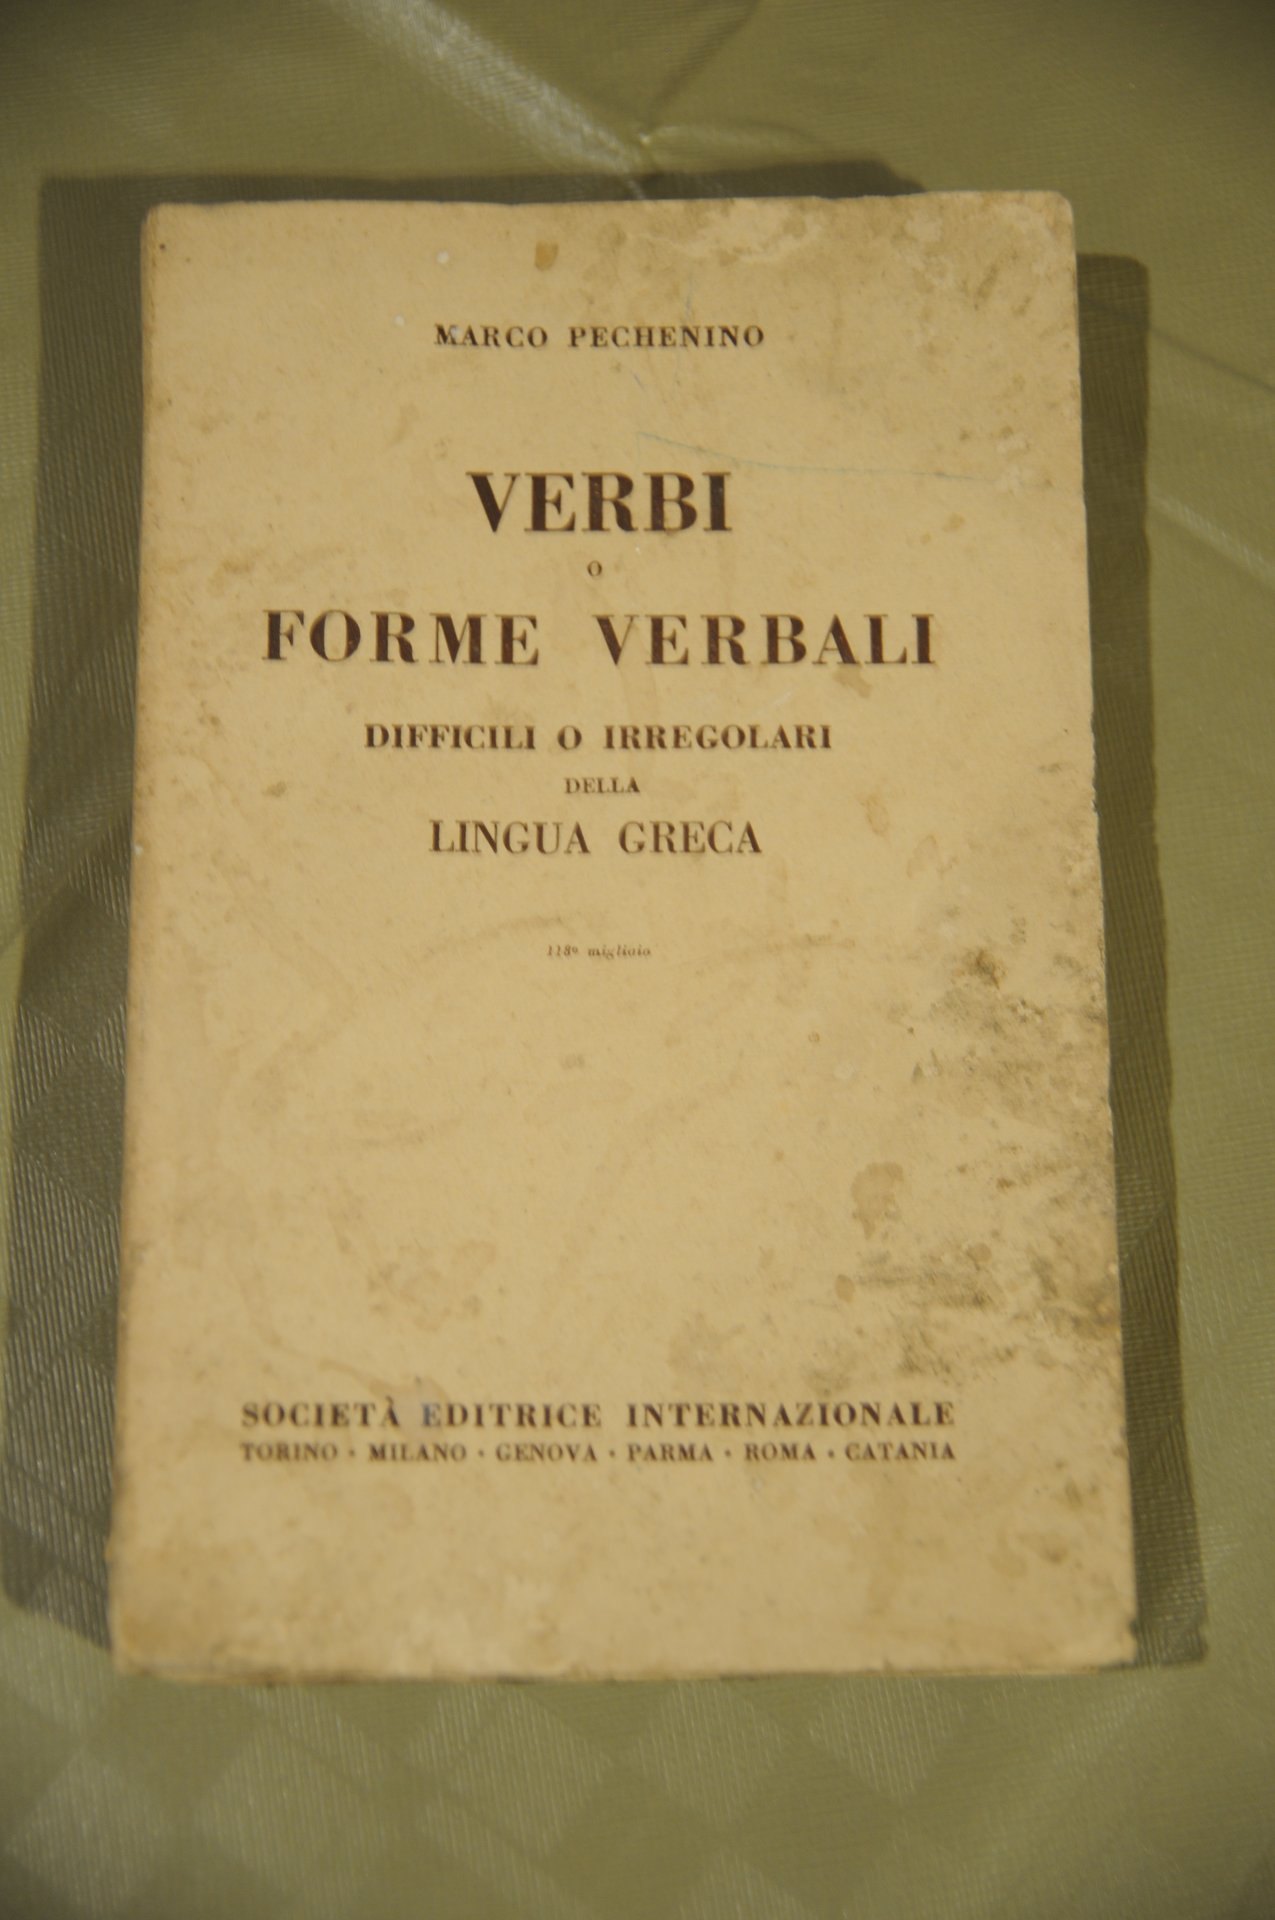 MARCO PECHENINO
VERBI
O
FORME VERBALI
DIFFICILI O IRREGOLARI
DELLA
LINGUA GRECA
118º migliaio
SOCIETÀ EDITRICE INTERNAZIONALE
TORINO · MILANO · GENOVA · PARMA · ROMA · CATANIA